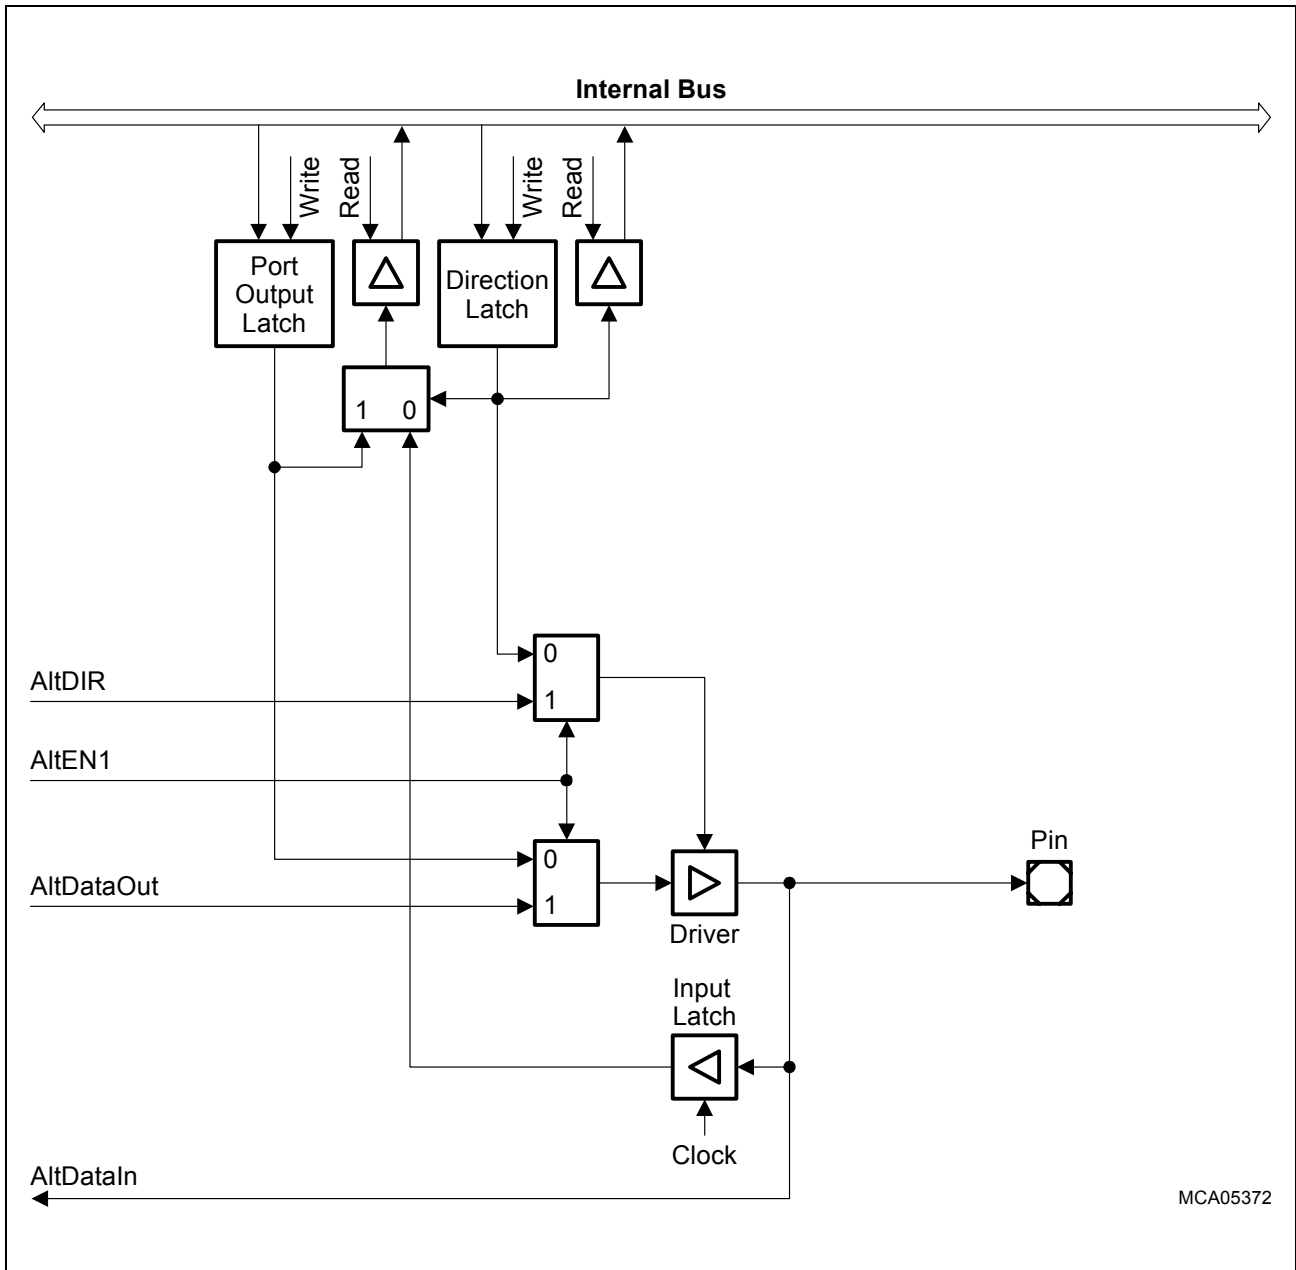 Internal Bus
Write
Read
Write
Read
Port
Output
Latch
Direction
Latch
1 0
0
1
AltDIR
AltEN1
0
1
AltDataOut
Driver
Pin
Input
Latch
Clock
AltDataIn
MCA05372